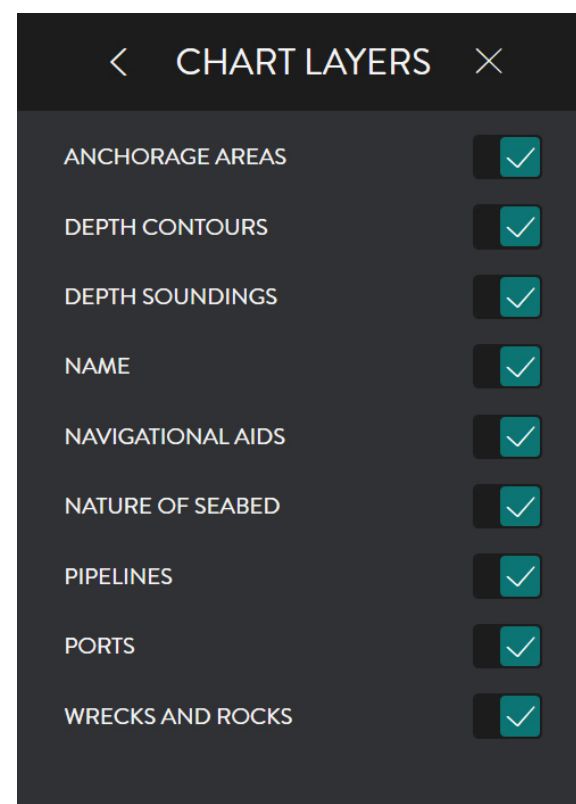 CHART LAYERS
ANCHORAGE AREAS
DEPTH CONTOURS
DEPTH SOUNDINGS
NAME
NAVIGATIONAL AIDS
NATURE OF SEABED
PIPELINES
PORTS
WRECKS AND ROCKS